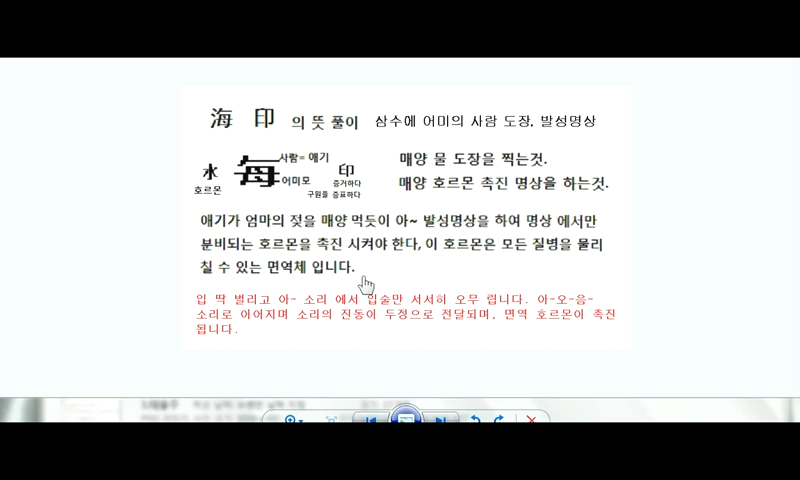 海 印 의 뜻 풀이 삼수에 어미의 사람 도장, 발성명상
水 每 사람= 애기 印 매양 물 도장을 찍는것.
호르몬 어미모 증거하다 매양 호르몬 촉진 명상을 하는것.
구원을 증표하다
애기가 엄마의 젖을 매양 먹듯이 아~ 발성명상을 하여 명상 에서만
분비되는 호르몬을 촉진 시켜야 한다, 이 호르몬은 모든 질병을 물리
칠 수 있는 면역체 입니다.
입 딱 벌리고 아~ 소리 에서 입술만 서서히 오무 립니다. 아~오~음~
소리로 이어지며 소리의 진동이 두정으로 전달되며, 면역 호르몬이 촉진
됩니다.